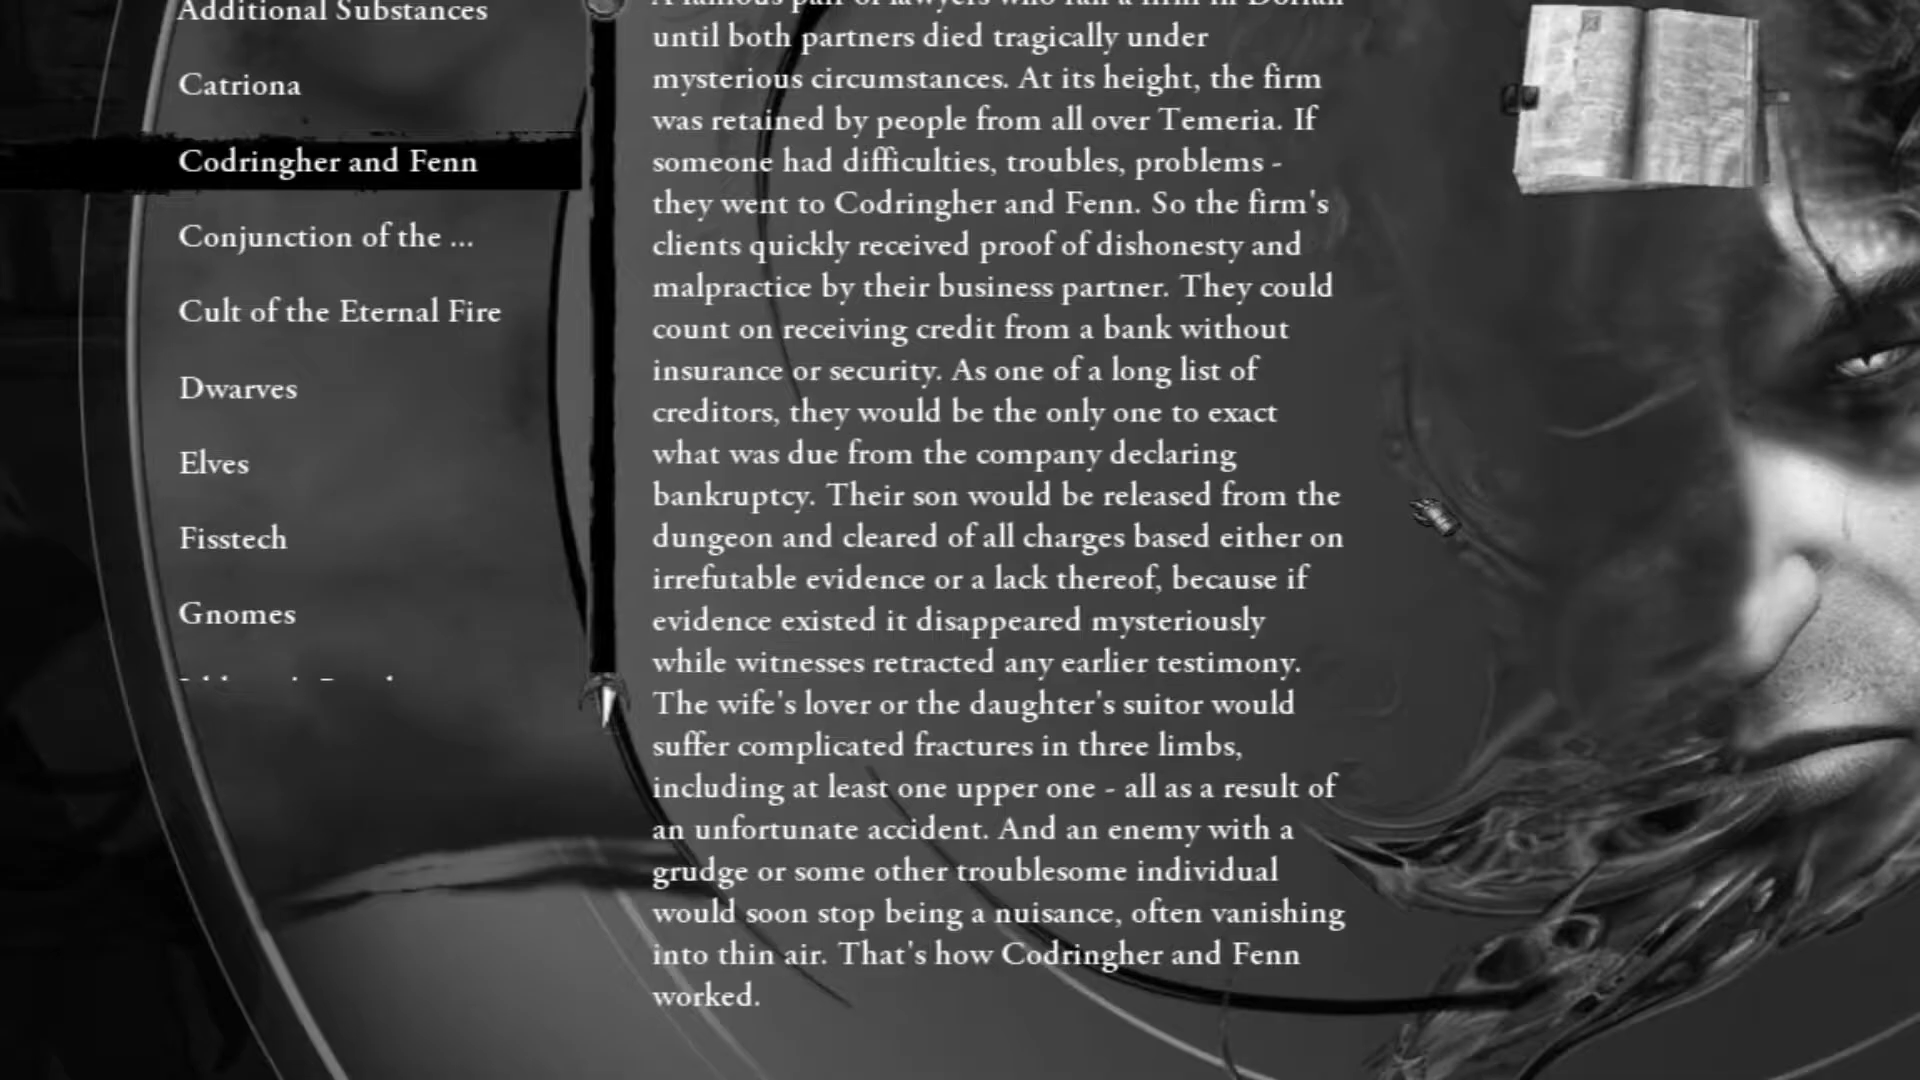 Additional Substances
Catriona
Codringher and Fenn
Conjunction of the ...
Cult of the Eternal Fire
Dwarves
Elves
Fisstech
Gnomes
A famous pair of lawyers who ran a firm in Dorian
until both partners died tragically under
mysterious circumstances. At its height, the firm
was retained by people from all over Temeria. If
someone had difficulties, troubles, problems -
they went to Codringher and Fenn. So the firm's
clients quickly received proof of dishonesty and
malpractice by their business partner. They could
count on receiving credit from a bank without
insurance or security. As one of a long list of
creditors, they would be the only one to exact
what was due from the company declaring
bankruptcy. Their son would be released from the
dungeon and cleared of all charges based either on
irrefutable evidence or a lack thereof, because if
evidence existed it disappeared mysteriously
while witnesses retracted any earlier testimony.
The wife's lover or the daughter's suitor would
suffer complicated fractures in three limbs,
including at least one upper one - all as a result of
an unfortunate accident. And an enemy with a
grudge or some other troublesome individual
would soon stop being a nuisance, often vanishing
into thin air. That's how Codringher and Fenn
worked.